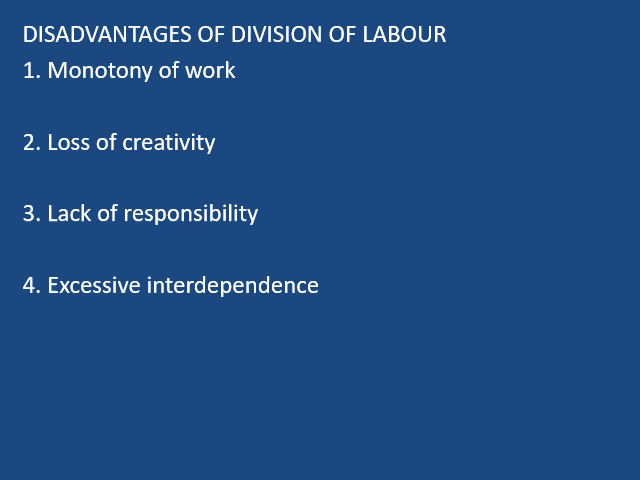 DISADVANTAGES OF DIVISION OF LABOUR
1. Monotony of work
2. Loss of creativity
3. Lack of responsibility
4. Excessive interdependence